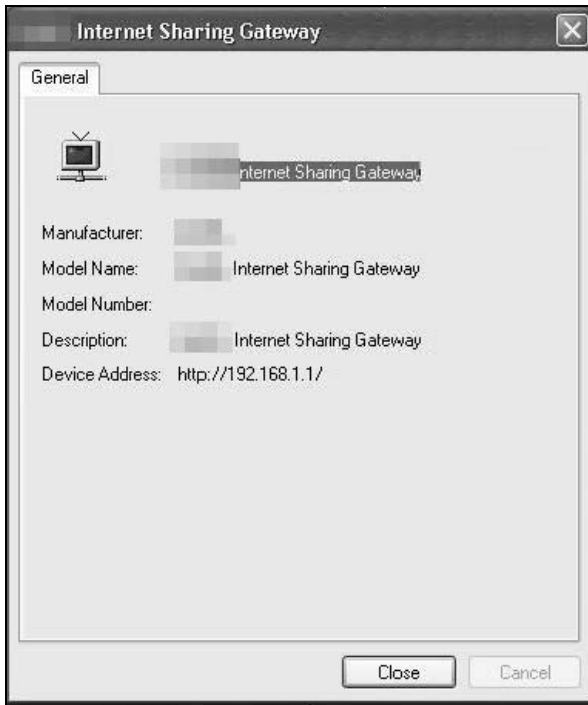 Internet Sharing Gateway
General
nternet Sharing Gateway
Manufacturer:
Model Name: Internet Sharing Gateway
Model Number:
Description: Internet Sharing Gateway
Device Address: http://192.168.1.1/
Close
Cancel